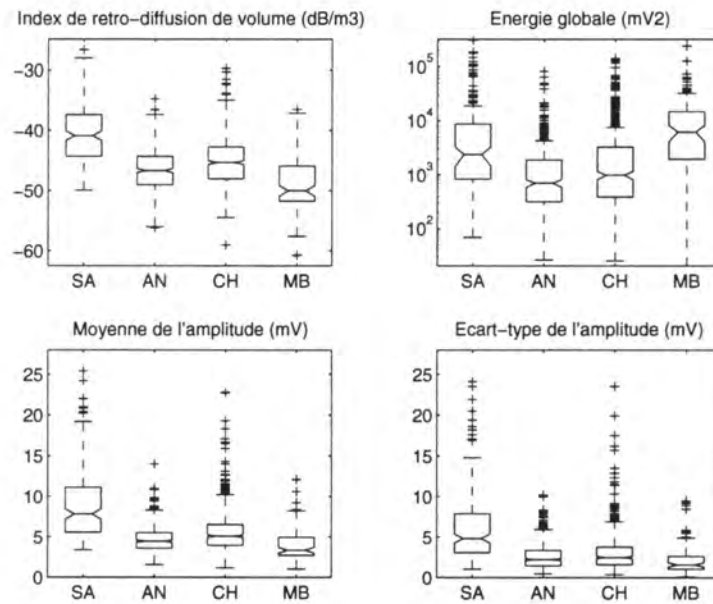 Index de retro-diffusion de volume (dB/m3)
-30
-40
-50
-60
SA AN CH MB
Energie globale (mV2)
10^5
10^4
10^3
10^2
SA AN CH MB
Moyenne de l'amplitude (mV)
25
20
15
10
5
0
SA AN CH MB
Ecart-type de l'amplitude (mV)
25
20
15
10
5
0
SA AN CH MB